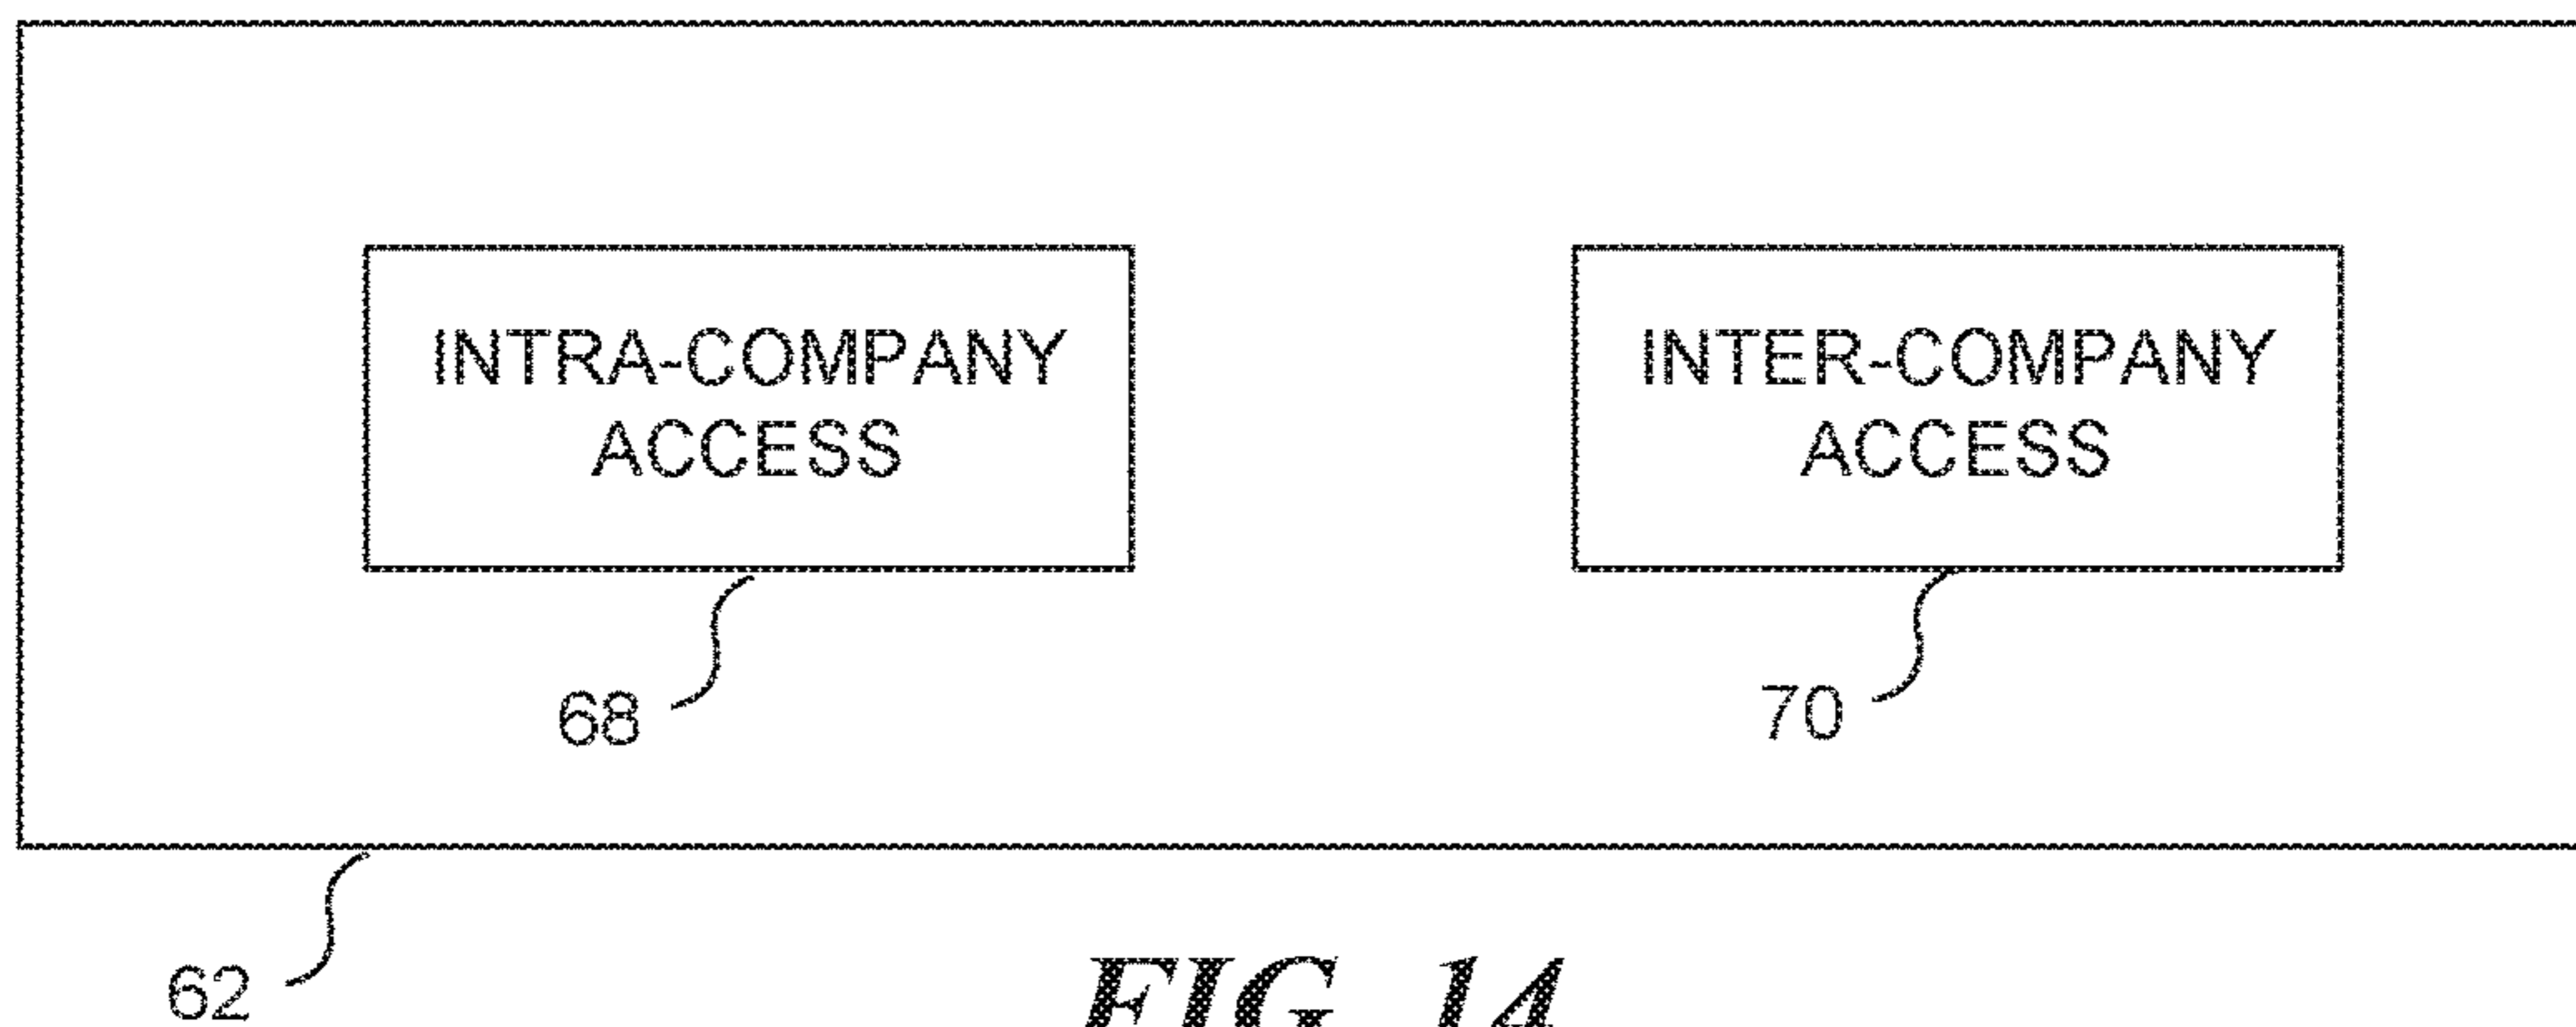 INTRA-COMPANY
ACCESS
INTER-COMPANY
ACCESS
68
70
62
FIG. 14